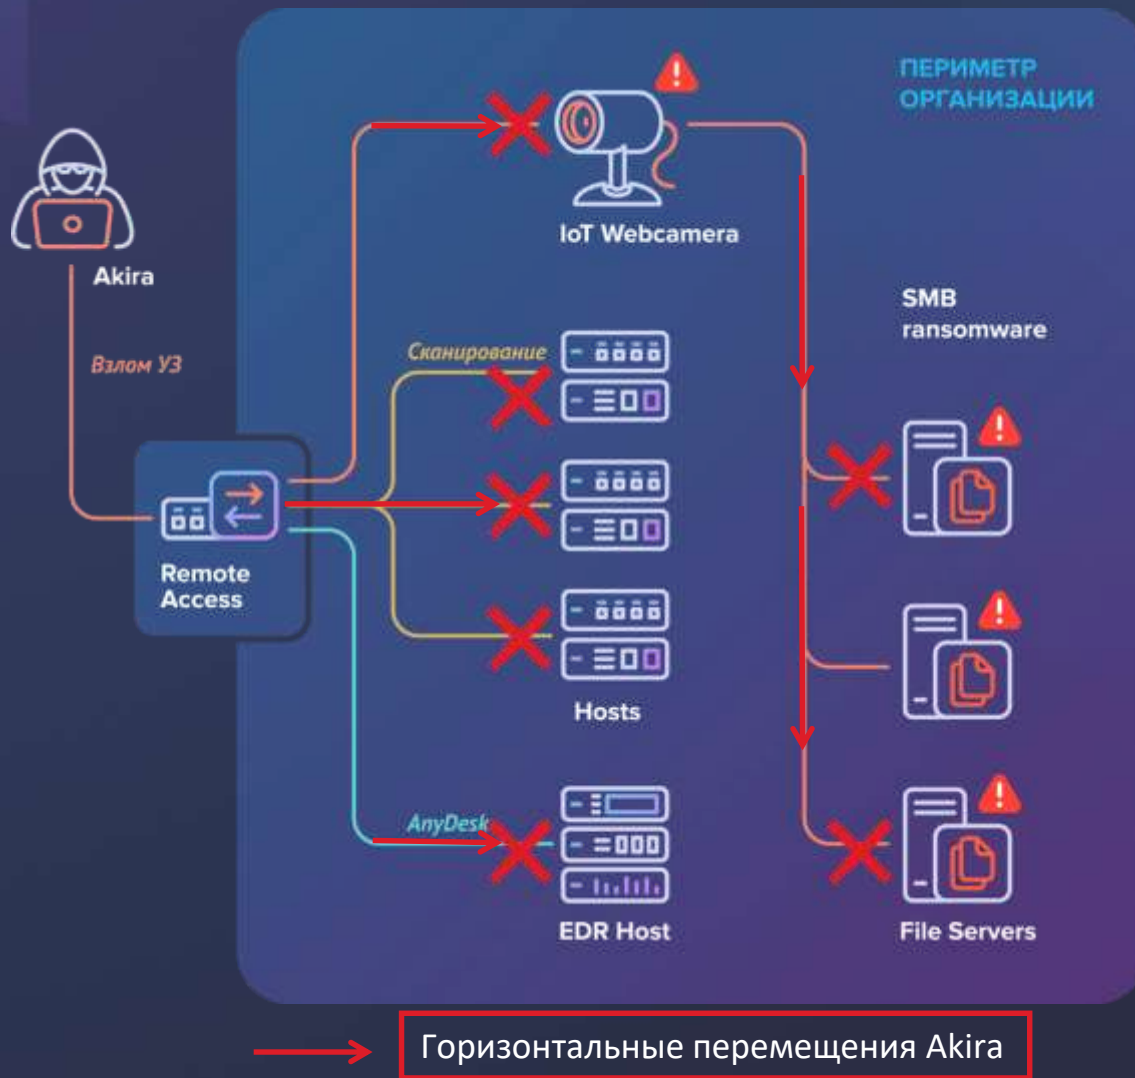 ПЕРИМЕТР
ОРГАНИЗАЦИИ
IoT Webcamera
Akira
SMB
ransomware
Взлом УЗ
Сканирование
Remote
Access
Hosts
AnyDesk
EDR Host
File Servers
Горизонтальные перемещения Akira